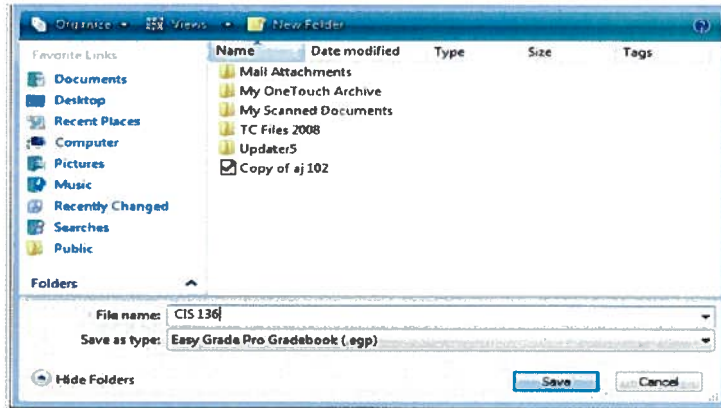 Organize Views New Folder
Favorite Links
Name Date modified Type Size Tags
Documents
Desktop
Recent Places
Computer
Pictures
Music
Recently Changed
Searches
Public
Folders
Mail Attachments
My OneTouch Archive
My Scanned Documents
TC Files 2008
Updater5
Copy of aj 102
File name: CIS 136
Save as type: Easy Grade Pro Gradebook (.egp)
Hide Folders Save Cancel